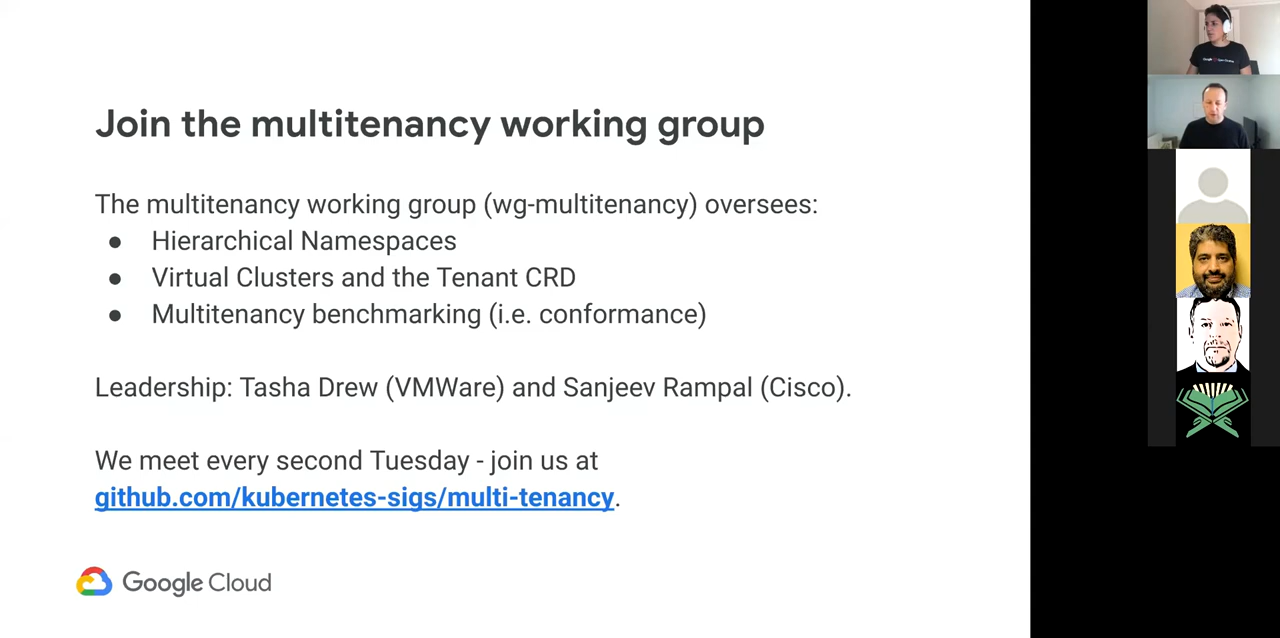 Join the multitenancy working group
The multitenancy working group (wg-multitenancy) oversees:
● Hierarchical Namespaces
● Virtual Clusters and the Tenant CRD
● Multitenancy benchmarking (i.e. conformance)
Leadership: Tasha Drew (VMWare) and Sanjeev Rampal (Cisco).
We meet every second Tuesday - join us at
github.com/kubernetes-sigs/multi-tenancy.
Google Cloud